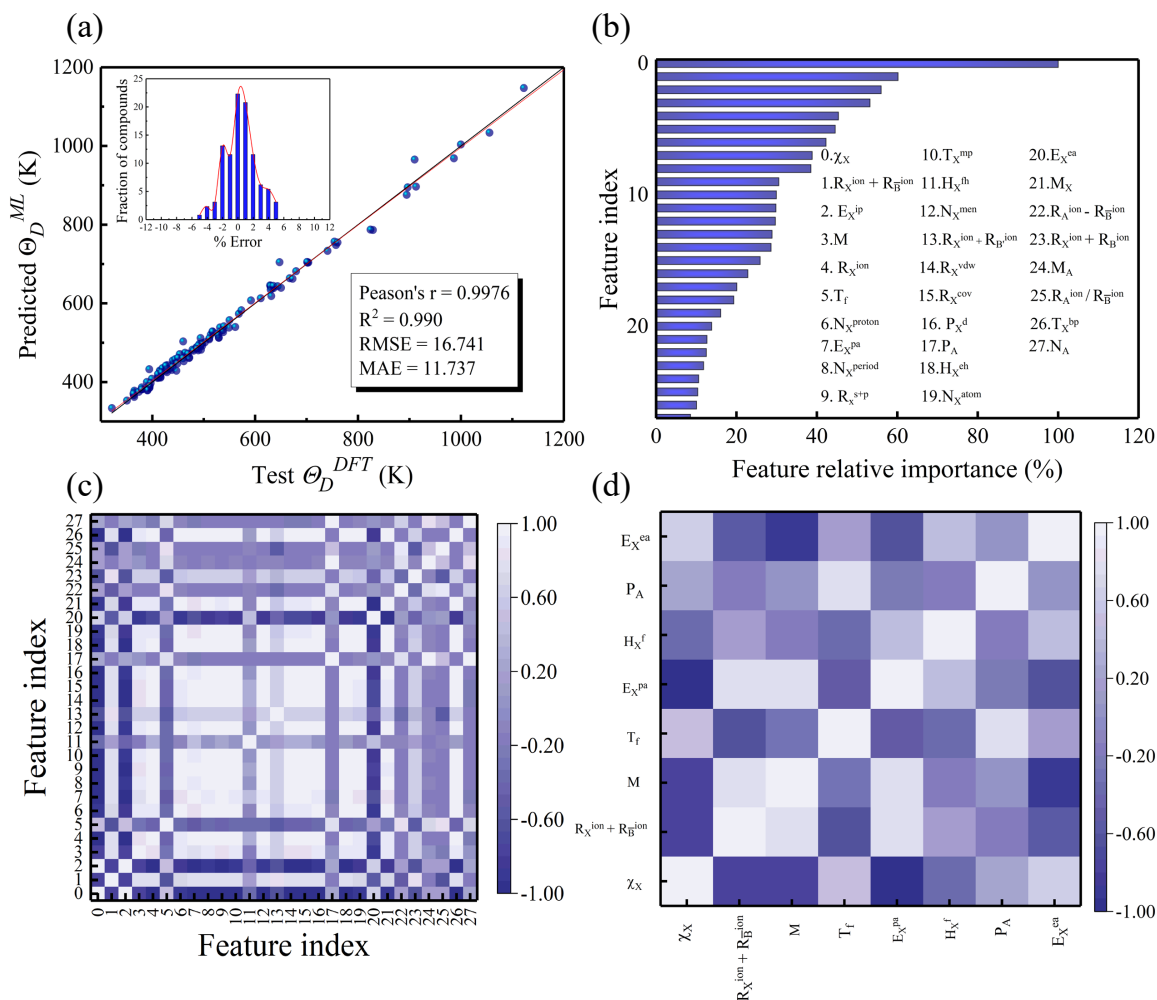 (a)
1200
1000
800
600
400
Predicted Θ_D^ML (K)
400 600 800 1000 1200
Test Θ_D^DFT (K)
25
20
15
10
5
0
Fraction of compounds
-12 -10 -8 -6 -4 -2 0 2 4 6 8 10 12
% Error
Peason's r = 0.9976
R² = 0.990
RMSE = 16.741
MAE = 11.737
(b)
0
10
20
Feature index
0 20 40 60 80 100 120
Feature relative importance (%)
0.χ_X
1.R_X^ion + R_B̅^ion
2. E_X^ip
3.M
4. R_X^ion
5.T_f
6.N_X^proton
7.E_X^pa
8.N_X^period
9. R_X^s+p
10.T_X^mp
11.H_X^fh
12.N_X^men
13.R_X^ion + R_B^ion
14.R_X^vdw
15.R_X^cov
16. P_X^d
17.P_A
18.H_X^eh
19.N_X^atom
20.E_X^ea
21.M_X
22.R_A^ion - R_B̅^ion
23.R_X^ion + R_B^ion
24.M_A
25.R_A^ion / R_B̅^ion
26.T_X^bp
27.N_A
(c)
27
26
25
24
23
22
21
20
19
18
17
16
15
14
13
12
11
10
9
8
7
6
5
4
3
2
1
0
Feature index
0 1 2 3 4 5 6 7 8 9 10 11 12 13 14 15 16 17 18 19 20 21 22 23 24 25 26 27
Feature index
1.00
0.60
0.20
-0.20
-0.60
-1.00
(d)
E_X^ea
P_A
H_X^f
E_X^pa
T_f
M
R_X^ion + R_B̅^ion
χ_X
χ_X
R_X^ion + R_B̅^ion
M
T_f
E_X^pa
H_X^f
P_A
E_X^ea
1.00
0.60
0.20
-0.20
-0.60
-1.00